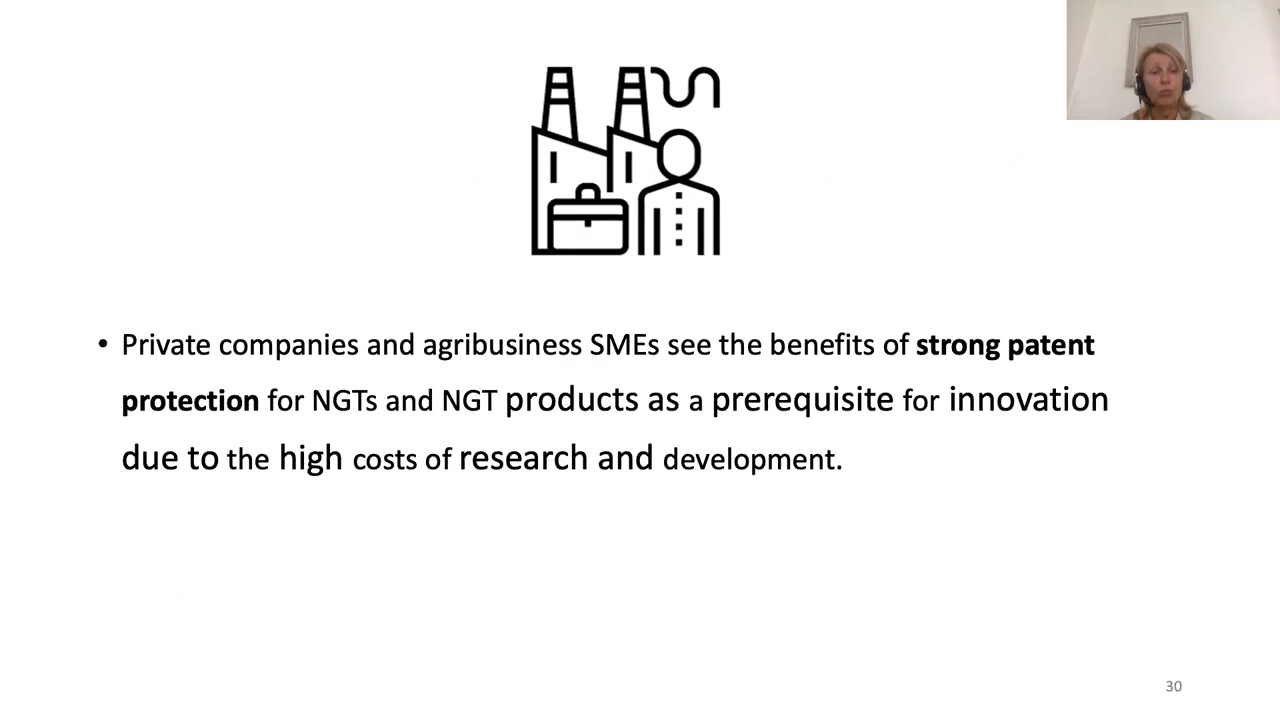 • Private companies and agribusiness SMEs see the benefits of strong patent
protection for NGTs and NGT products as a prerequisite for innovation
due to the high costs of research and development.
30